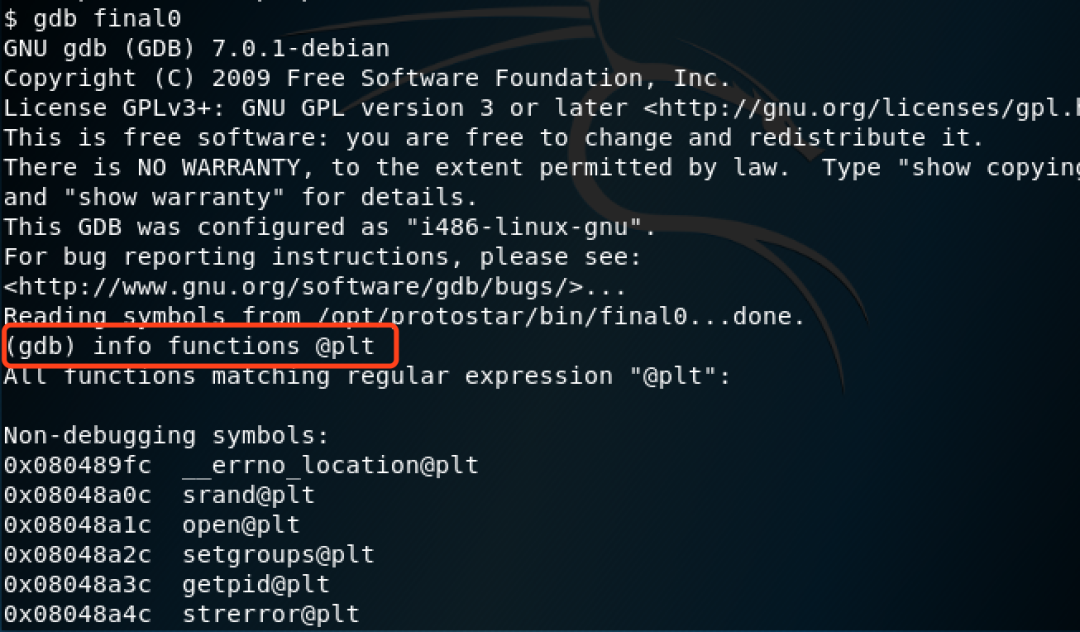 $ gdb final0
GNU gdb (GDB) 7.0.1-debian
Copyright (C) 2009 Free Software Foundation, Inc.
License GPLv3+: GNU GPL version 3 or later <http://gnu.org/licenses/gpl.h
This is free software: you are free to change and redistribute it.
There is NO WARRANTY, to the extent permitted by law.  Type "show copying
and "show warranty" for details.
This GDB was configured as "i486-linux-gnu".
For bug reporting instructions, please see:
<http://www.gnu.org/software/gdb/bugs/>...
Reading symbols from /opt/protostar/bin/final0...done.
(gdb) info functions @plt
All functions matching regular expression "@plt":
Non-debugging symbols:
0x080489fc  __errno_location@plt
0x08048a0c  srand@plt
0x08048a1c  open@plt
0x08048a2c  setgroups@plt
0x08048a3c  getpid@plt
0x08048a4c  strerror@plt